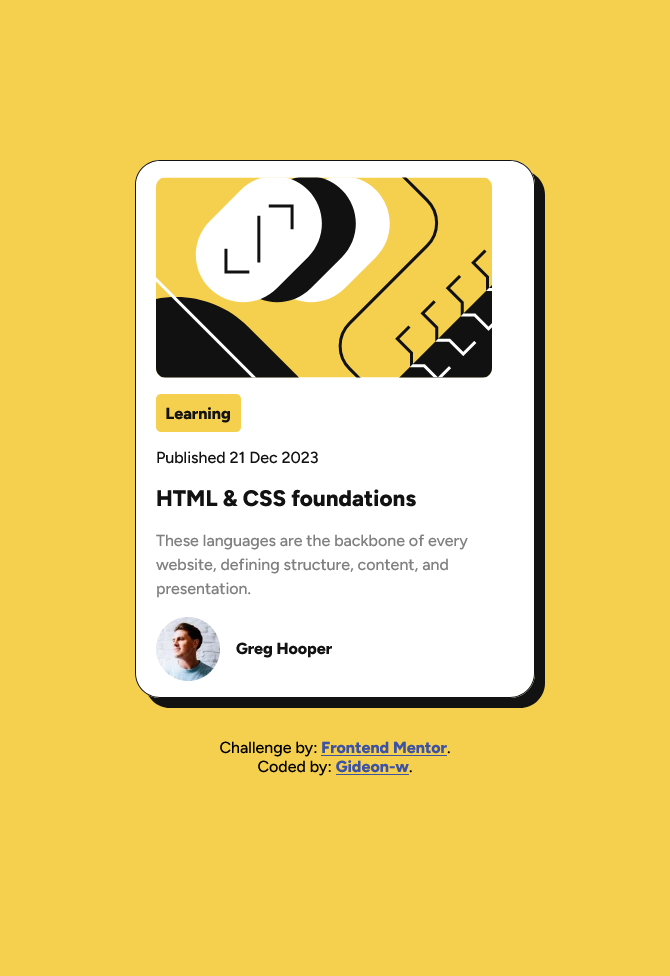 Learning
Published 21 Dec 2023
HTML & CSS foundations
These languages are the backbone of every
website, defining structure, content, and
presentation.
Greg Hooper
Challenge by: Frontend Mentor.
Coded by: Gideon-w.